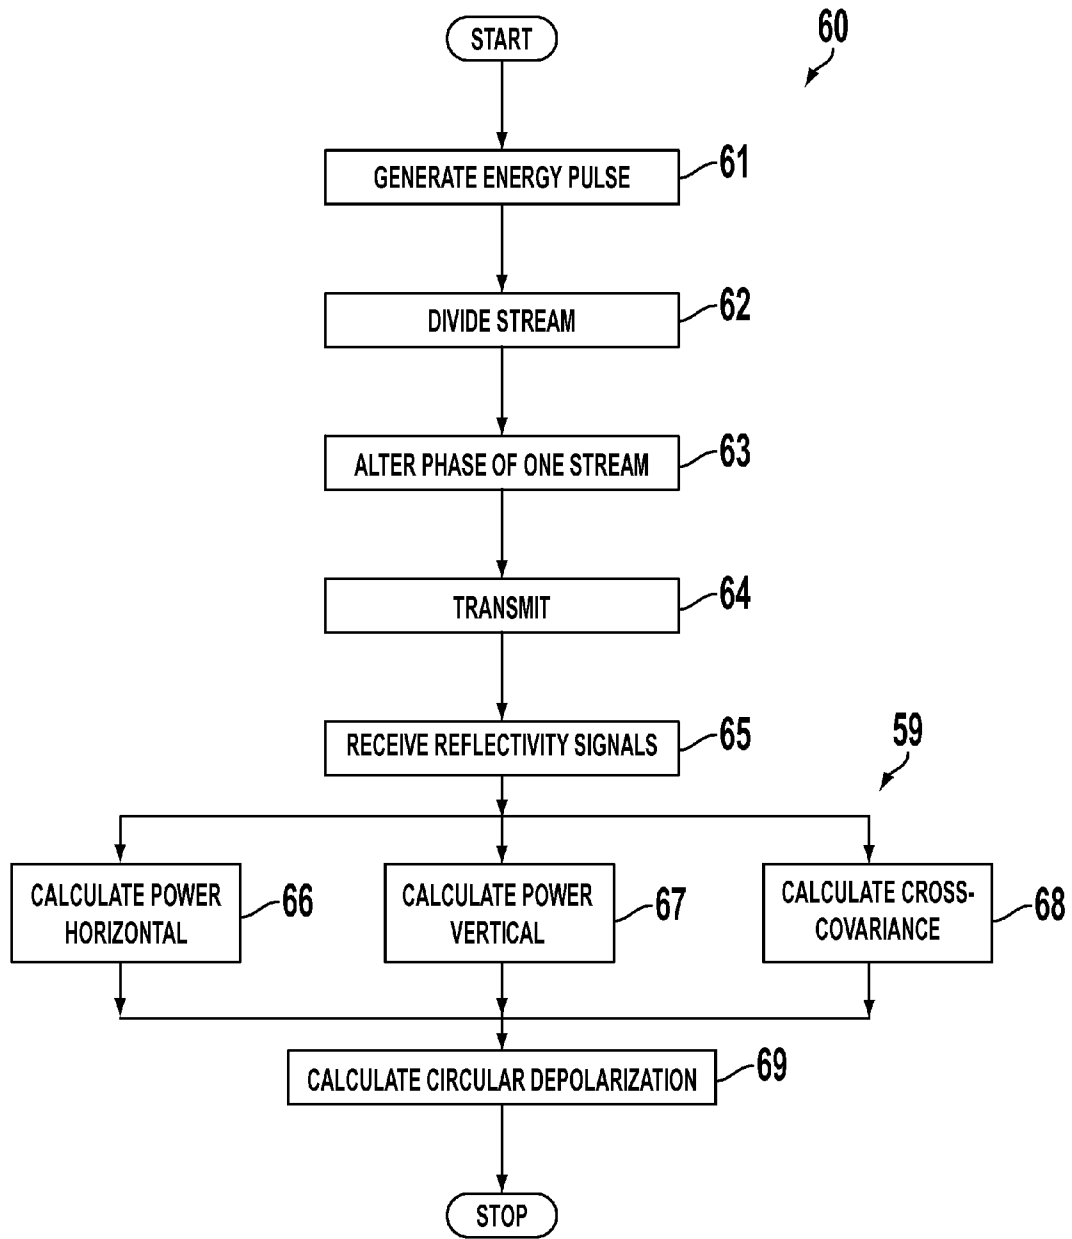 START
60
GENERATE ENERGY PULSE
61
DIVIDE STREAM
62
ALTER PHASE OF ONE STREAM
63
TRANSMIT
64
RECEIVE REFLECTIVITY SIGNALS
65
59
CALCULATE POWER
HORIZONTAL
66
CALCULATE POWER
VERTICAL
67
CALCULATE CROSS-
COVARIANCE
68
CALCULATE CIRCULAR DEPOLARIZATION
69
STOP